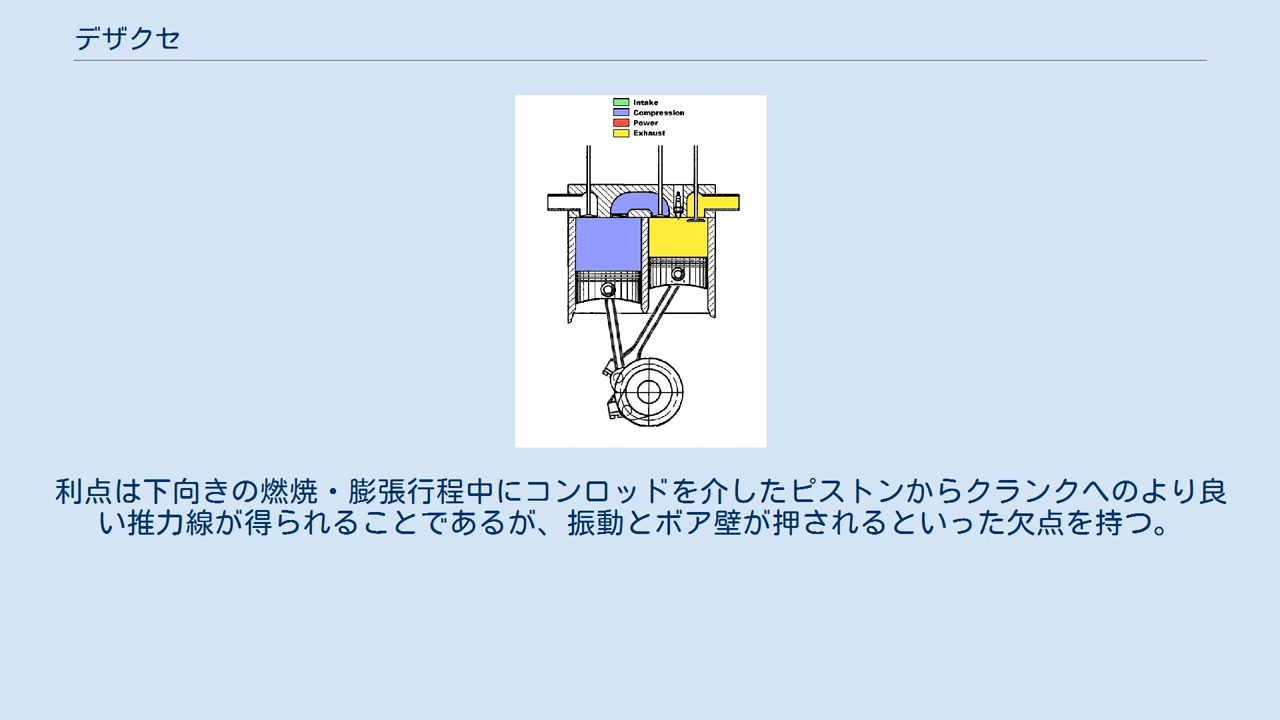 デザクセ
Intake
Compression
Power
Exhaust
利点は下向きの燃焼・膨張行程中にコンロッドを介したピストンからクランクへのより良
い推力線が得られることであるが、振動とボア壁が押されるといった欠点を持つ。